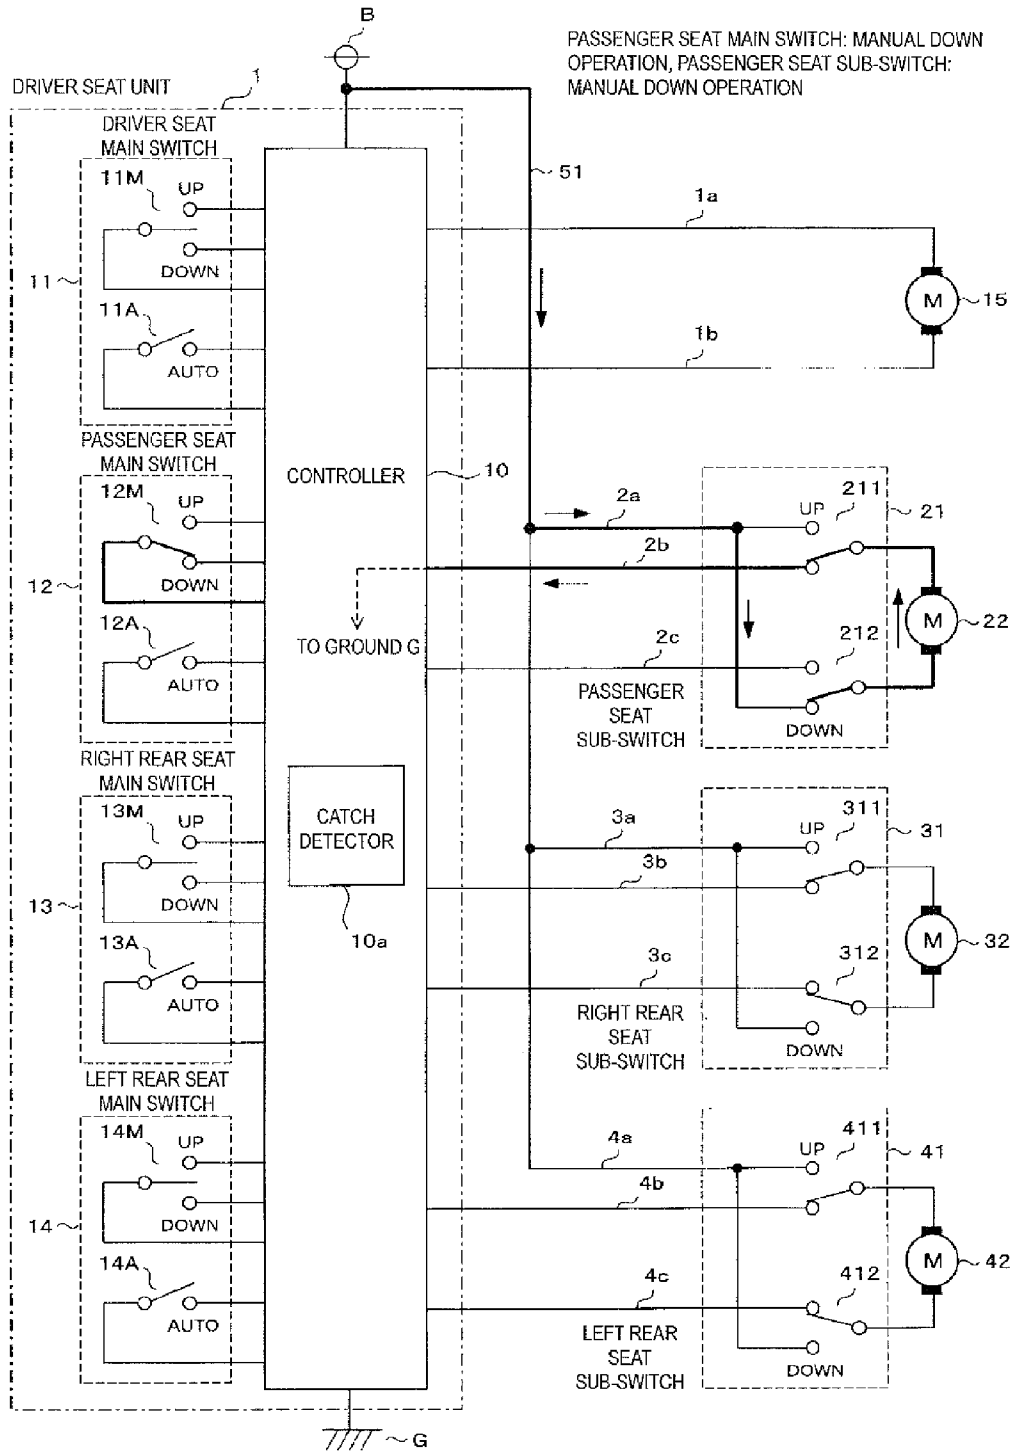 B
PASSENGER SEAT MAIN SWITCH: MANUAL DOWN
OPERATION, PASSENGER SEAT SUB-SWITCH:
MANUAL DOWN OPERATION
DRIVER SEAT UNIT
1
DRIVER SEAT
MAIN SWITCH
11M
UP
DOWN
11
11A
AUTO
51
1a
1b
M
15
PASSENGER SEAT
MAIN SWITCH
12M
UP
DOWN
12
12A
AUTO
CONTROLLER
10
2a
2b
TO GROUND G
2c
PASSENGER
SEAT
SUB-SWITCH
211
UP
21
M
22
212
DOWN
RIGHT REAR SEAT
MAIN SWITCH
13M
UP
DOWN
13
13A
AUTO
CATCH
DETECTOR
10a
3a
3b
3c
RIGHT REAR
SEAT
SUB-SWITCH
311
UP
31
M
32
312
DOWN
LEFT REAR SEAT
MAIN SWITCH
14M
UP
DOWN
14
14A
AUTO
4a
4b
4c
LEFT REAR
SEAT
SUB-SWITCH
411
UP
41
M
42
412
DOWN
G